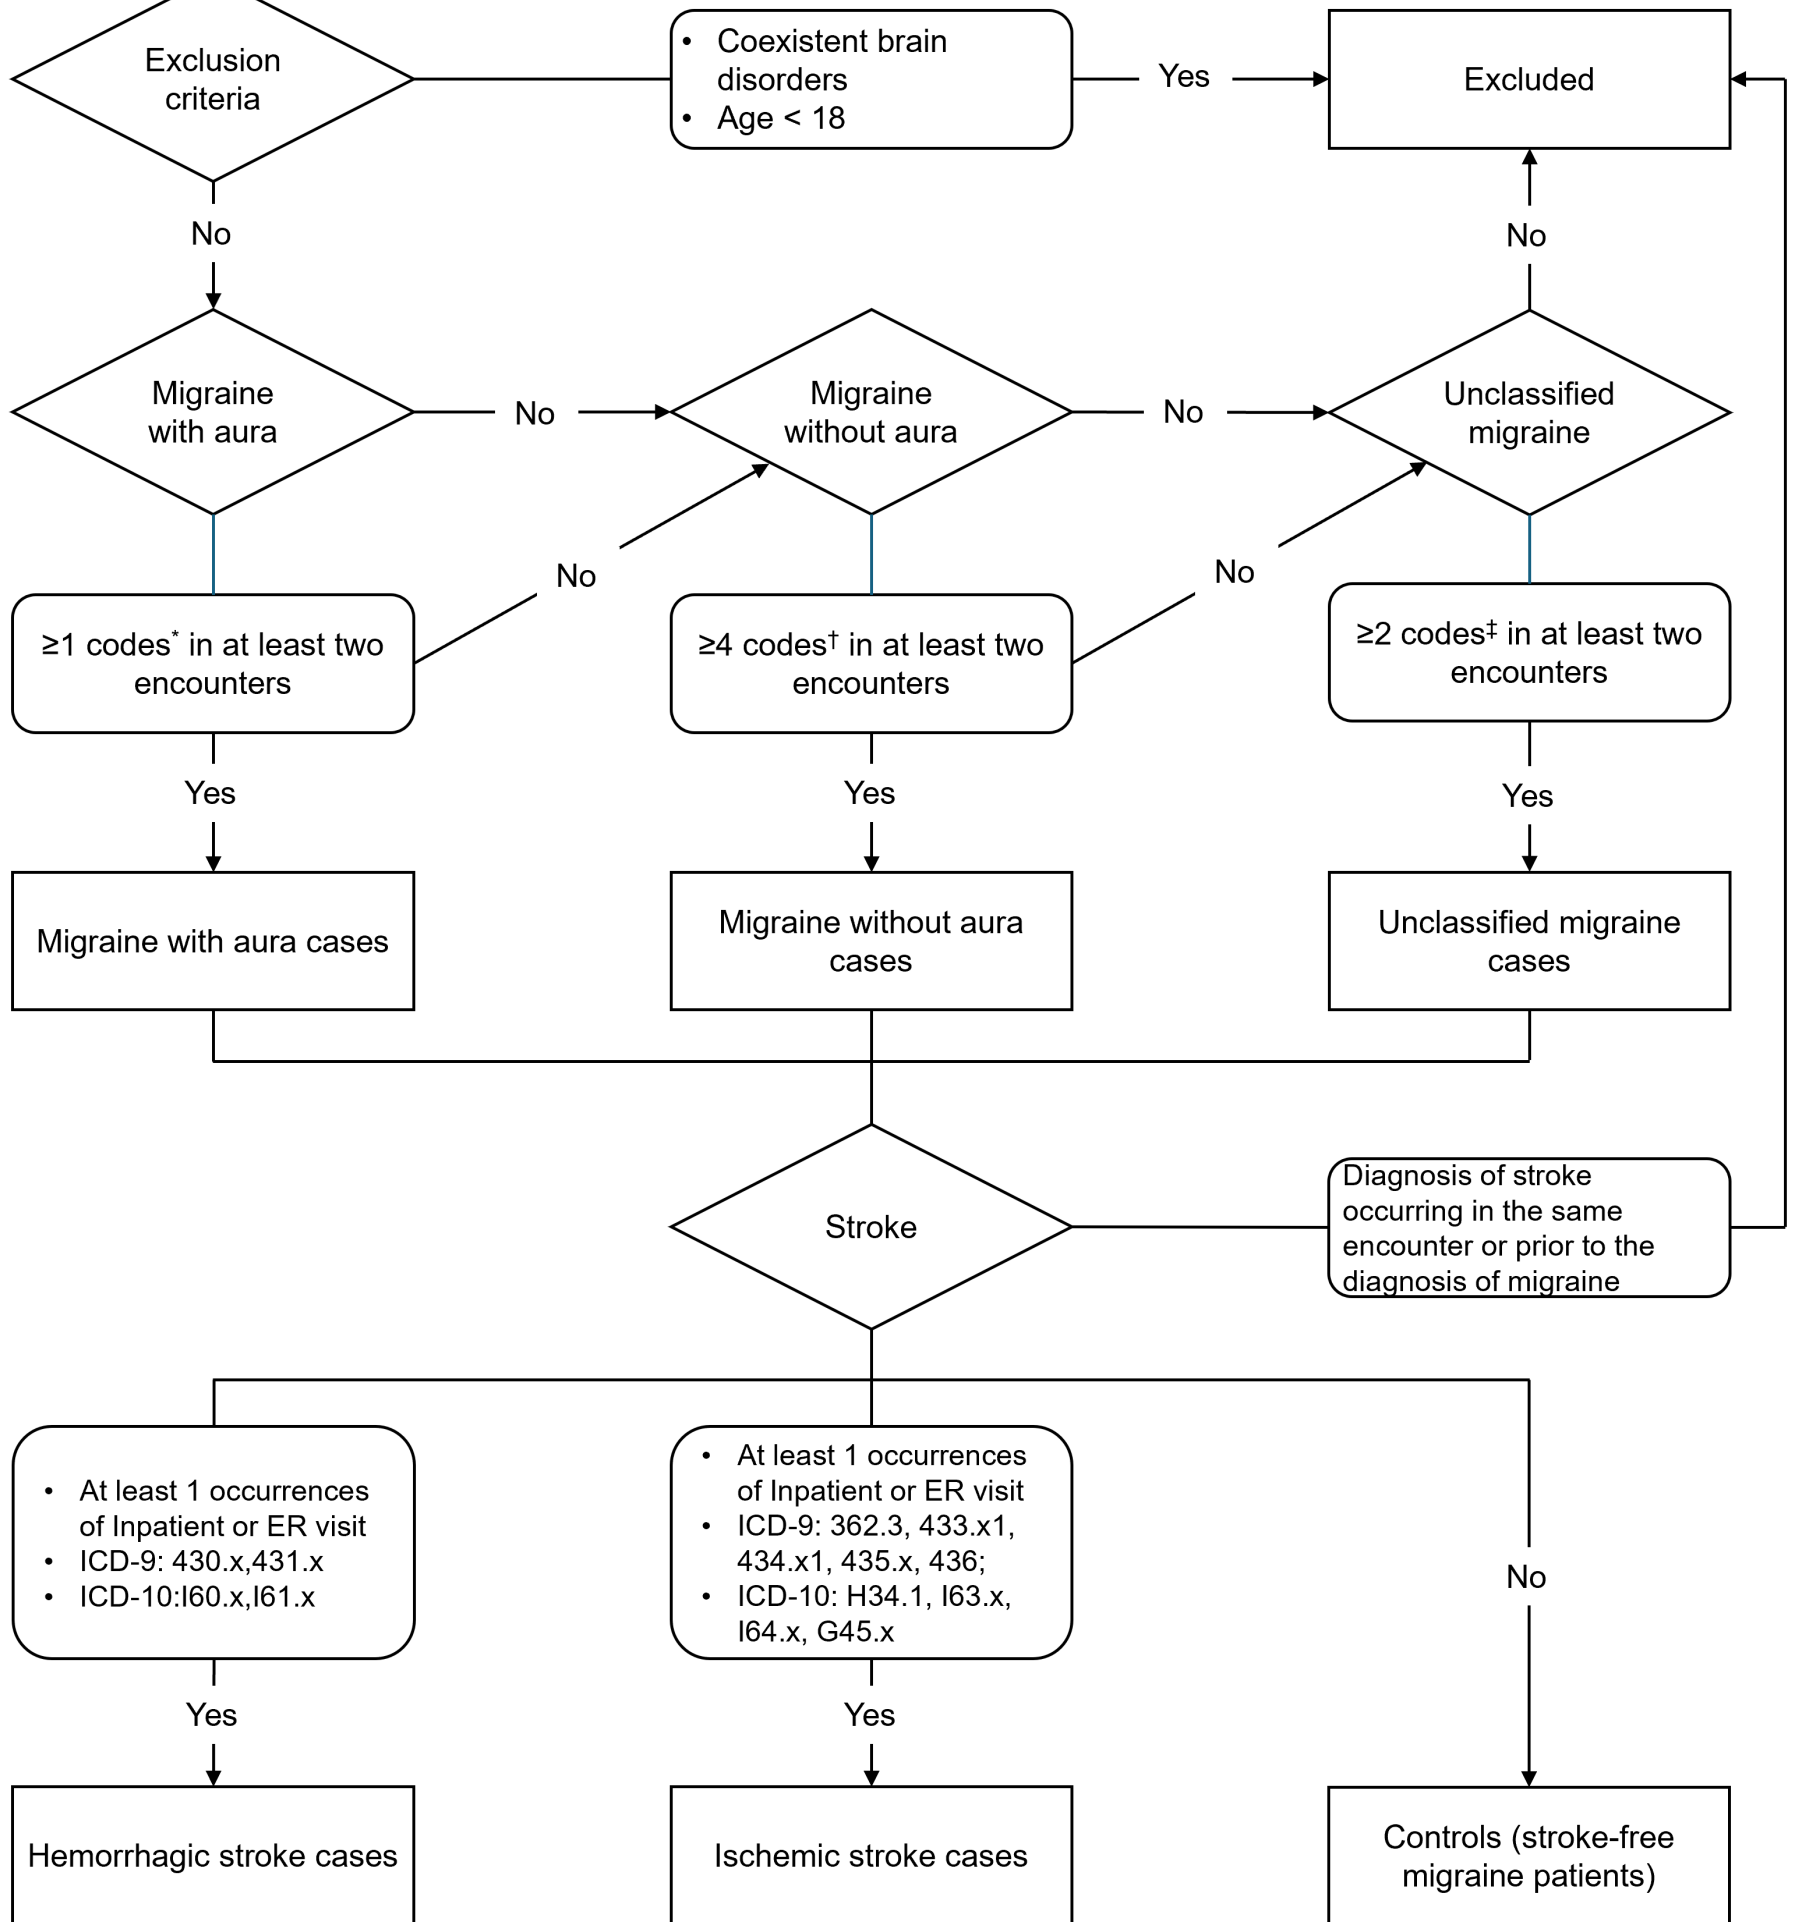 Exclusion
criteria
• Coexistent brain
disorders
• Age < 18
Yes
Excluded
No
No
Migraine
with aura
No
Migraine
without aura
No
Unclassified
migraine
No
No
≥1 codes* in at least two
encounters
≥4 codes† in at least two
encounters
≥2 codes‡ in at least two
encounters
Yes
Yes
Yes
Migraine with aura cases
Migraine without aura
cases
Unclassified migraine
cases
Stroke
Diagnosis of stroke
occurring in the same
encounter or prior to the
diagnosis of migraine
• At least 1 occurrences
of Inpatient or ER visit
• ICD-9: 430.x,431.x
• ICD-10:I60.x,I61.x
• At least 1 occurrences
of Inpatient or ER visit
• ICD-9: 362.3, 433.x1,
434.x1, 435.x, 436;
• ICD-10: H34.1, I63.x,
I64.x, G45.x
No
Yes
Yes
Hemorrhagic stroke cases
Ischemic stroke cases
Controls (stroke-free
migraine patients)